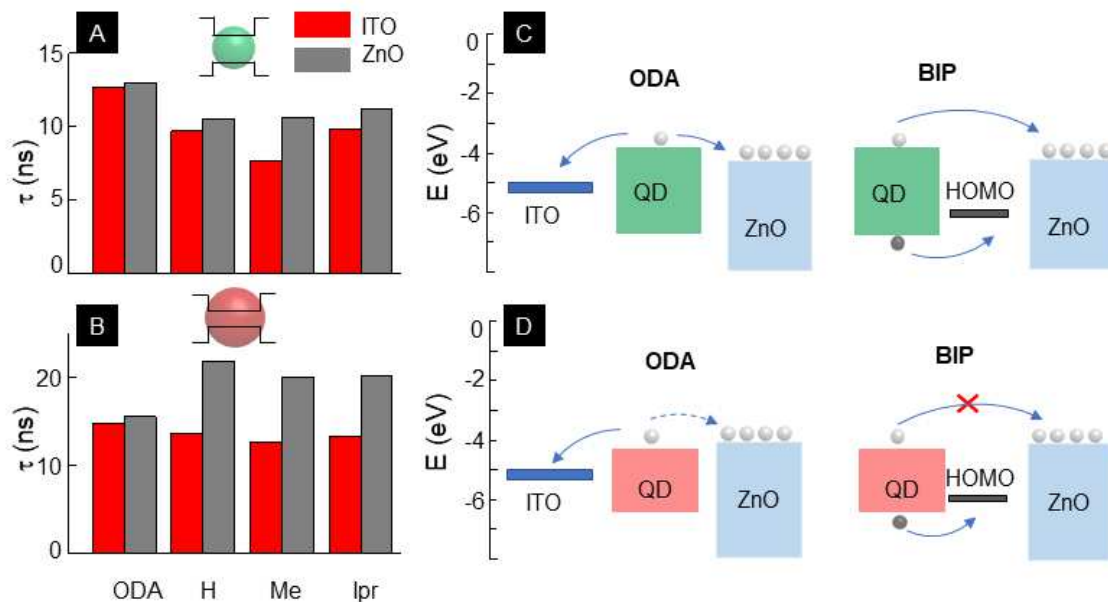 A
ITO
ZnO
15
10
5
0
τ (ns)
B
20
10
0
τ (ns)
ODA H Me Ipr
C
0
-2
-4
-6
E (eV)
ODA BIP
ITO
QD
ZnO
QD
HOMO
ZnO
D
0
-2
-4
-6
E (eV)
ODA BIP
ITO
QD
ZnO
QD
HOMO
ZnO